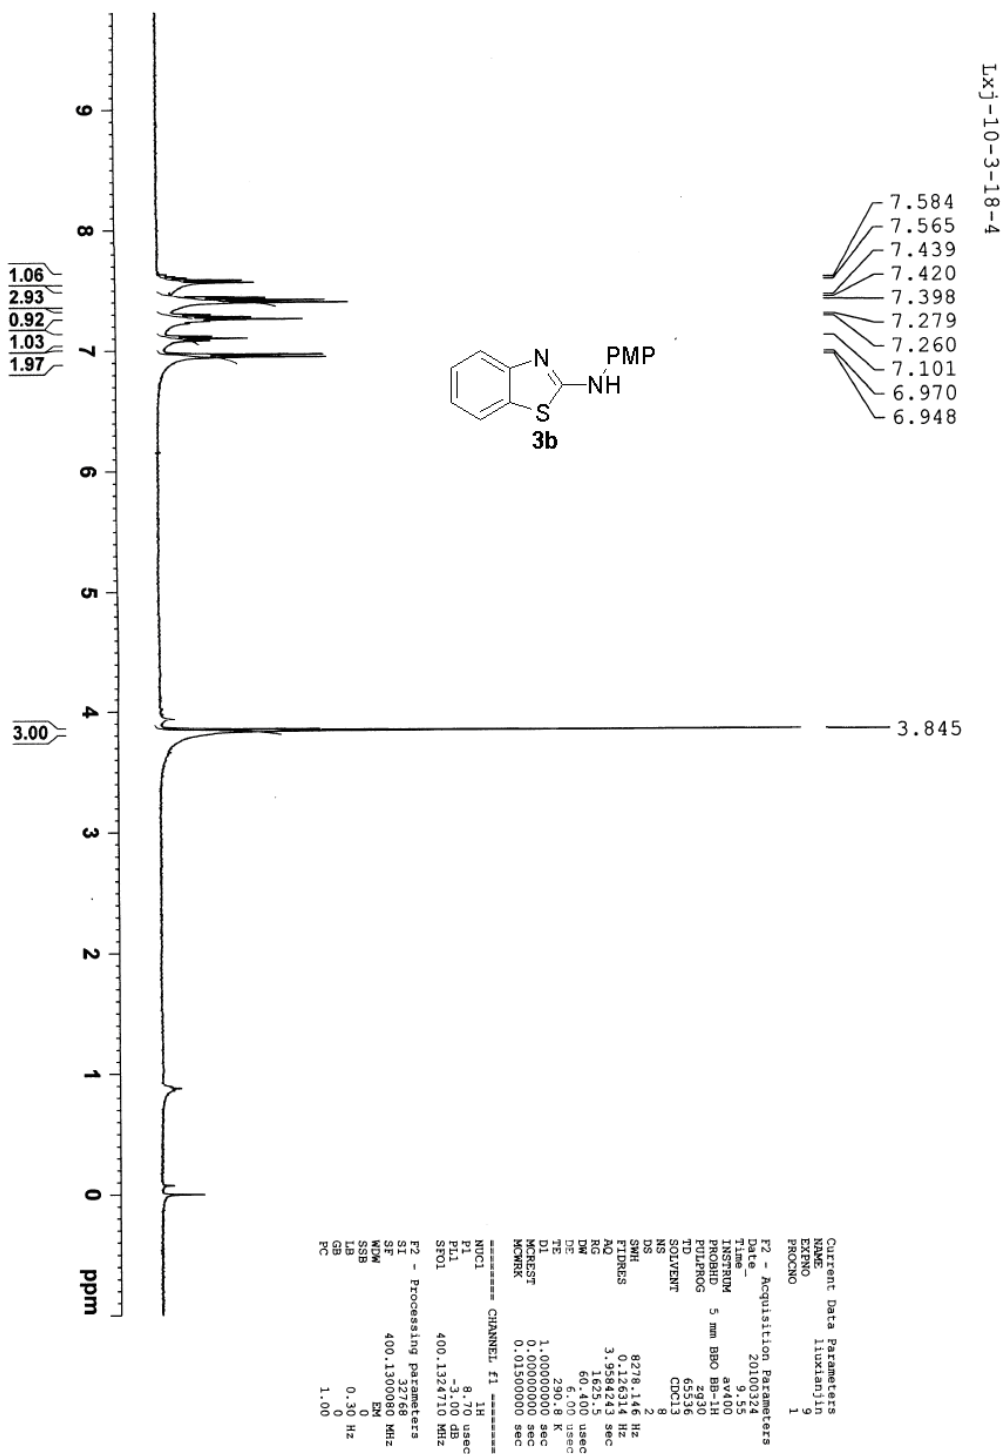 Lxj-10-3-18-4
7.584
7.565
7.439
7.420
7.398
7.279
7.260
7.101
6.970
6.948
3.845
9
8
7
6
5
4
3
2
1
0
ppm
1.06
2.93
0.92
1.03
1.97
3.00
N
PMP
NH
S
3b
Current Data Parameters
NAME liuxianjin
EXPNO 9
PROCNO 1
F2 - Acquisition Parameters
Date_ 20100324
Time 9.55
INSTRUM av400
PROBHD 5 mm BBO BB-1H
PULPROG zg30
TD 65536
SOLVENT CDCl3
NS 8
DS 2
SWH 8278.146 Hz
FIDRES 0.126314 Hz
AQ 3.9584243 sec
RG 1625.5
DW 60.400 usec
DE 6.00 usec
TE 290.8 K
D1 1.00000000 sec
MCREST 0.00000000 sec
MCWRK 0.01500000 sec
======== CHANNEL f1 ========
NUC1 1H
P1 8.70 usec
PL1 -3.00 dB
SFO1 400.1324710 MHz
F2 - Processing parameters
SI 32768
SF 400.1300080 MHz
WDW EM
SSB 0
LB 0.30 Hz
GB 0
PC 1.00